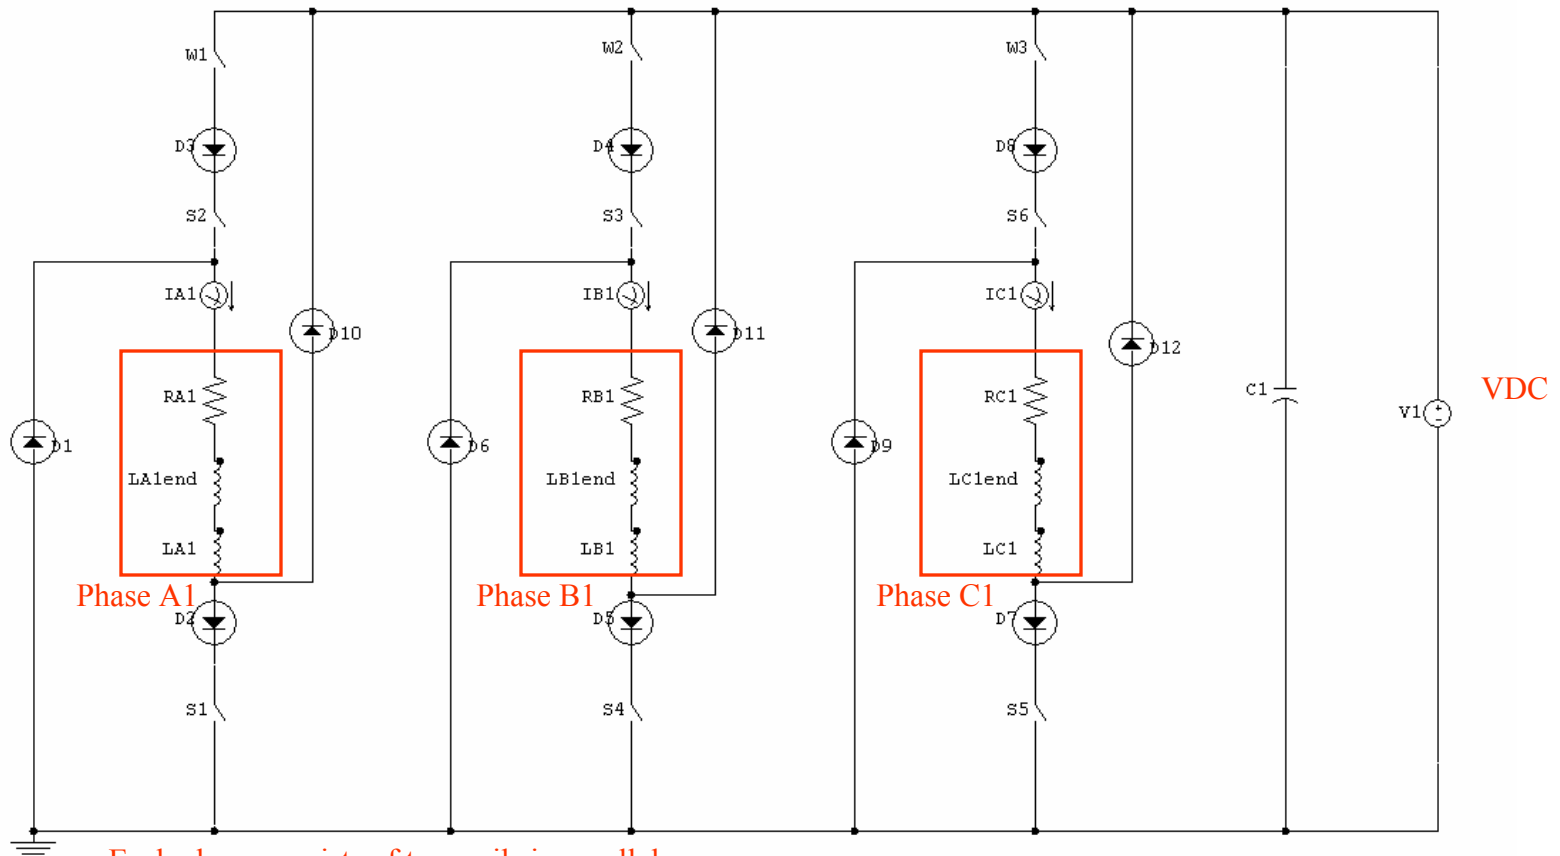 W1
W2
W3
D3
D4
D8
S2
S3
S6
IA1
IB1
IC1
D10
D11
D12
RA1
RB1
RC1
C1
VDC
V1
D1
D6
D9
LA1end
LB1end
LC1end
LA1
LB1
LC1
Phase A1
Phase B1
Phase C1
D2
D5
D7
S1
S4
S5